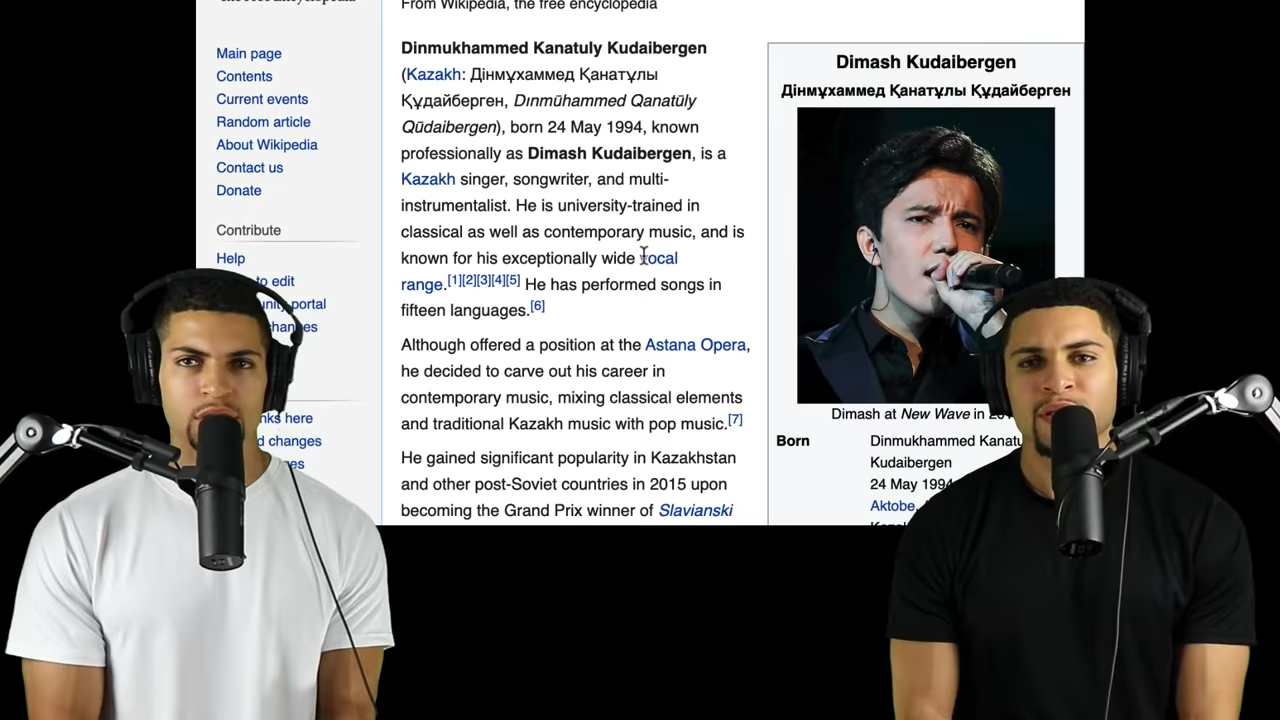 From Wikipedia, the free encyclopedia
Main page
Contents
Current events
Random article
About Wikipedia
Contact us
Donate
Contribute
Help
to edit
portal
changes
here
changes
Dinmukhammed Kanatuly Kudaibergen
(Kazakh: Дінмұхаммед Қанатұлы
Құдайберген, Dınmūhammed Qanatūly
Qūdaibergen), born 24 May 1994, known
professionally as Dimash Kudaibergen, is a
Kazakh singer, songwriter, and multi-
instrumentalist. He is university-trained in
classical as well as contemporary music, and is
known for his exceptionally wide vocal
range.[1][2][3][4][5] He has performed songs in
fifteen languages.[6]
Although offered a position at the Astana Opera,
he decided to carve out his career in
contemporary music, mixing classical elements
and traditional Kazakh music with pop music.[7]
He gained significant popularity in Kazakhstan
and other post-Soviet countries in 2015 upon
becoming the Grand Prix winner of Slavianski
Dimash Kudaibergen
Дінмұхаммед Қанатұлы Құдайберген
Dimash at New Wave in
Born
Dinmukhammed
Kudaibergen
24 May 1994
Aktobe,